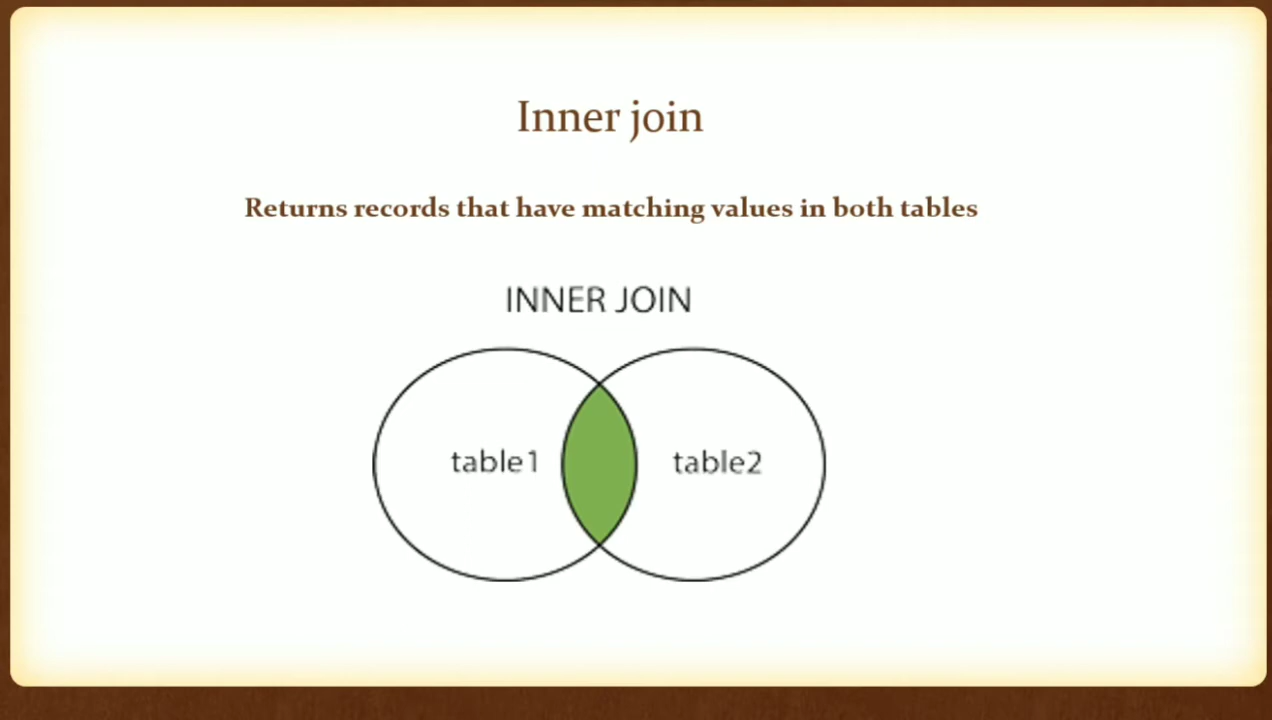 Inner join
Returns records that have matching values in both tables
INNER JOIN
table1
table2